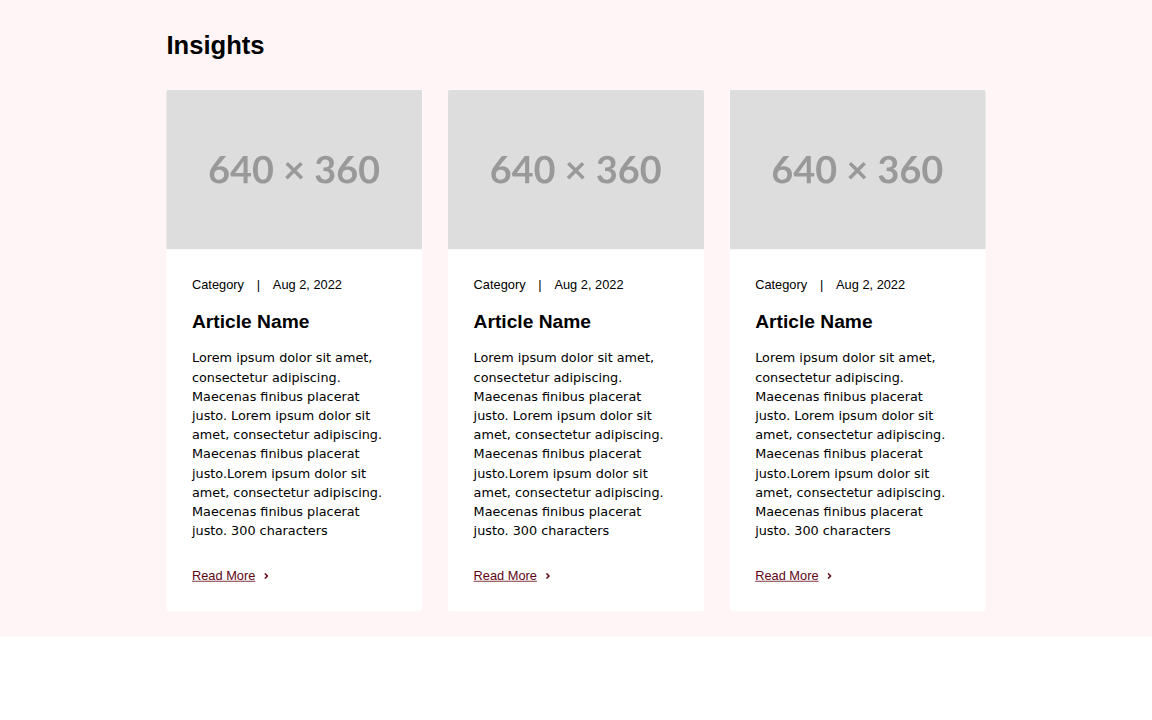 Insights
640 × 360
Category | Aug 2, 2022
Article Name
Lorem ipsum dolor sit amet,
consectetur adipiscing.
Maecenas finibus placerat
justo. Lorem ipsum dolor sit
amet, consectetur adipiscing.
Maecenas finibus placerat
justo.Lorem ipsum dolor sit
amet, consectetur adipiscing.
Maecenas finibus placerat
justo. 300 characters
Read More ›
640 × 360
Category | Aug 2, 2022
Article Name
Lorem ipsum dolor sit amet,
consectetur adipiscing.
Maecenas finibus placerat
justo. Lorem ipsum dolor sit
amet, consectetur adipiscing.
Maecenas finibus placerat
justo.Lorem ipsum dolor sit
amet, consectetur adipiscing.
Maecenas finibus placerat
justo. 300 characters
Read More ›
640 × 360
Category | Aug 2, 2022
Article Name
Lorem ipsum dolor sit amet,
consectetur adipiscing.
Maecenas finibus placerat
justo. Lorem ipsum dolor sit
amet, consectetur adipiscing.
Maecenas finibus placerat
justo.Lorem ipsum dolor sit
amet, consectetur adipiscing.
Maecenas finibus placerat
justo. 300 characters
Read More ›